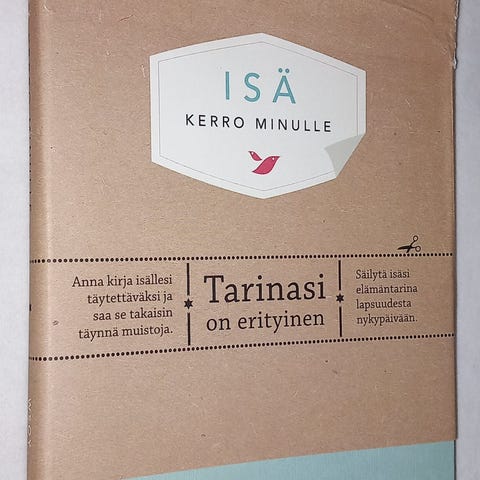 ISÄ
KERRO MINULLE
Anna kirja isällesi
täytettäväksi ja
saa se takaisin
täynnä muistoja.
Tarinasi
on erityinen
Säilytä isäsi
elämäntarina
lapsuudesta
nykypäivään.